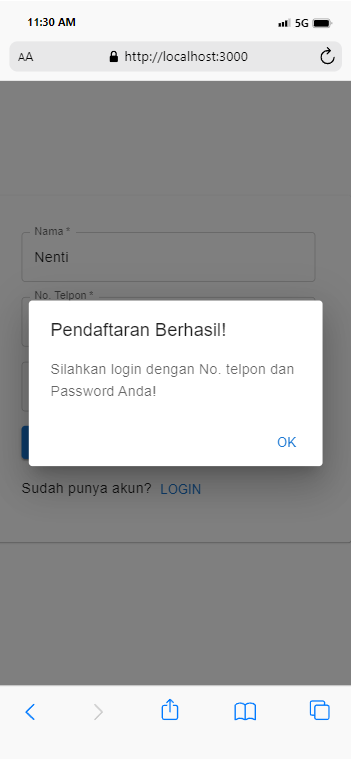 11:30 AM
5G
AA
http://localhost:3000
Nama *
Nenti
No. Telpon *
Pendaftaran Berhasil!
Silahkan login dengan No. telpon dan
Password Anda!
OK
Sudah punya akun? LOGIN